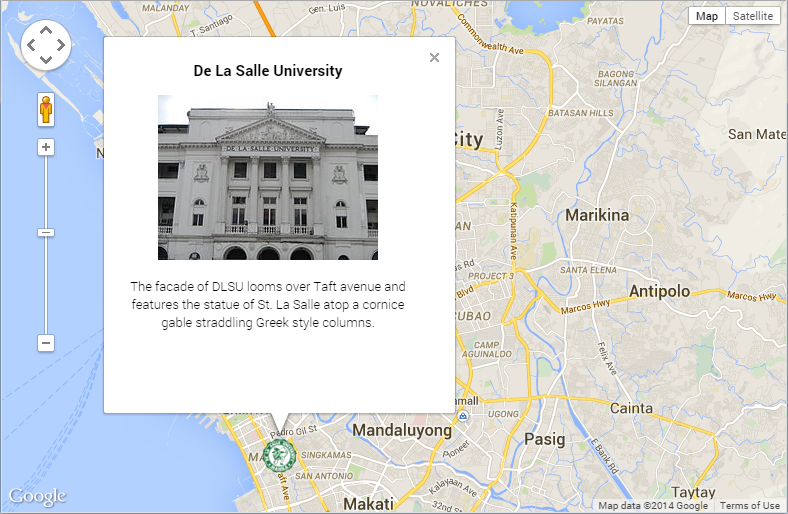 MALANDAY
Gen. Luis
NOVALICHES
PAYATAS
Map
Satellite
T. Santiago
Commonwealth Ave
BAGONG
SILANGAN
De La Salle University
×
Luzon Ave
BATASAN HILLS
City
San Mate
DE·LA·SALLE·UNIVERSITY
Katipunan Ave
Marikina
SANTA ELENA
PROJECT 3
Blvd
Marcos Hwy
Antipolo
Marcos Hwy
The facade of DLSU looms over Taft avenue and
features the statue of St. La Salle atop a cornice
gable straddling Greek style columns.
CUBAO
CAMP
AGUINALDO
Felix Ave
Cainta
UGONG
Pedro Gil St
Mandaluyong
Pasig
Pioneer
E Bank Rd
SINGKAMAS
SAN ANTONIO
Taft Ave
Kalayaan Ave
32nd St
Makati
Taytay
Google
Map data ©2014 Google
Terms of Use